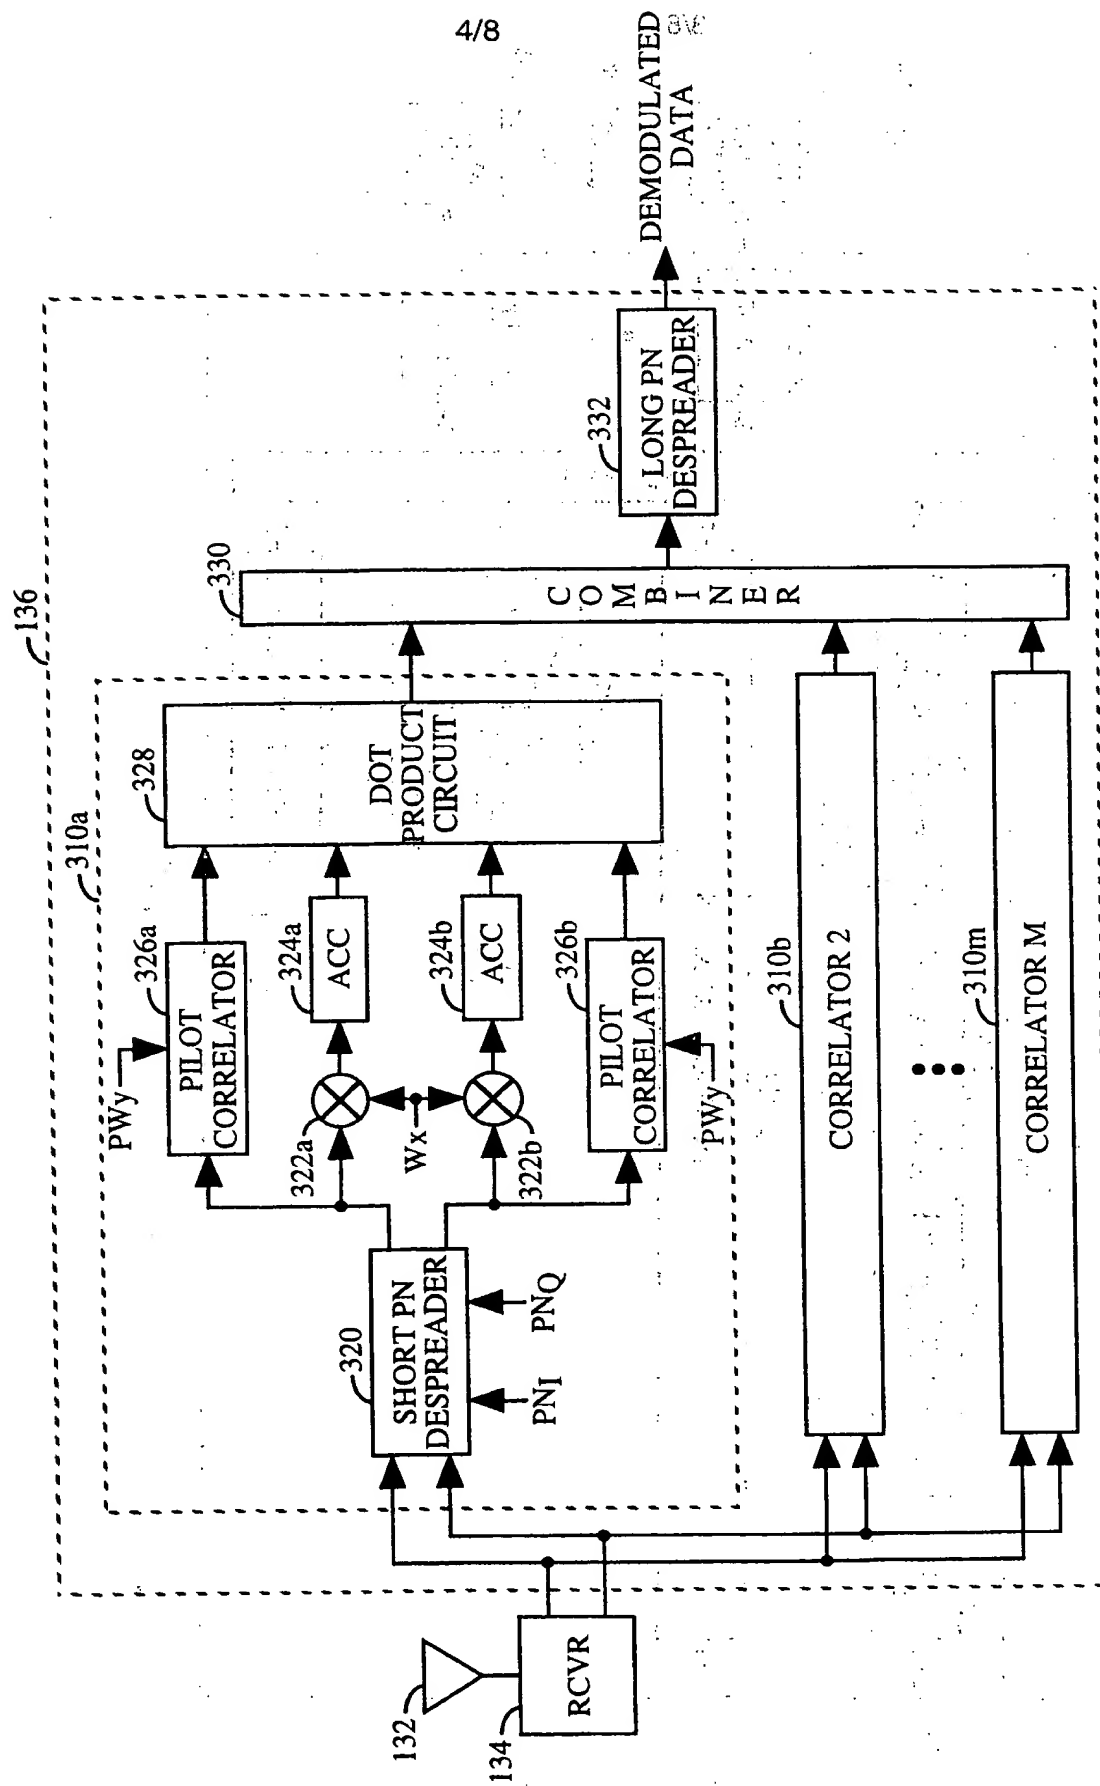 4/8
136
310a
328
330
DOT
PRODUCT
CIRCUIT
COMBINER
332
LONG PN
DESPREADER
DEMODULATED
DATA
PWy
326a
PILOT
CORRELATOR
324a
ACC
322a
Wx
322b
324b
ACC
326b
PILOT
CORRELATOR
PWy
320
SHORT PN
DESPREADER
PNI
PNQ
310b
CORRELATOR 2
310m
CORRELATOR M
132
134
RCVR